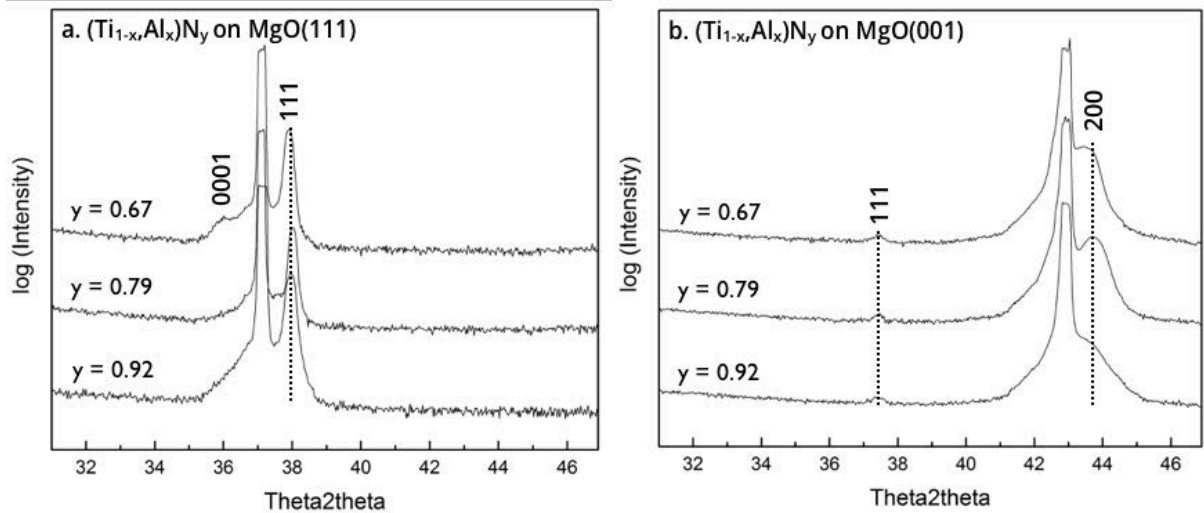 a. (Ti₁₋ₓ,Alₓ)Nᵧ on MgO(111)
0001
111
y = 0.67
y = 0.79
y = 0.92
log (Intensity)
32 34 36 38 40 42 44 46
Theta2theta
b. (Ti₁₋ₓ,Alₓ)Nᵧ on MgO(001)
111
200
y = 0.67
y = 0.79
y = 0.92
log (Intensity)
32 34 36 38 40 42 44 46
Theta2theta